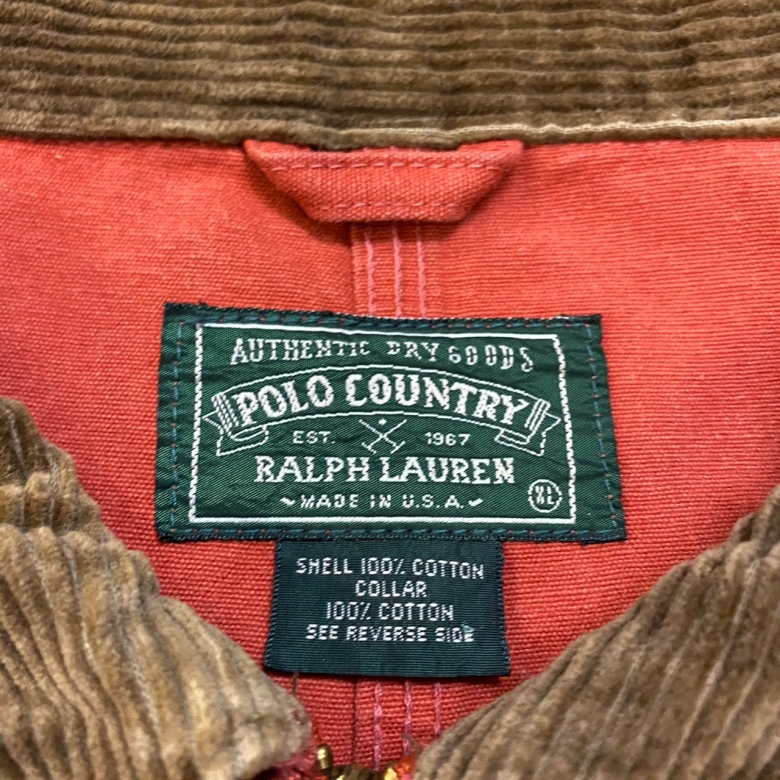 AUTHENTIC DRY GOODS
POLO COUNTRY
EST. 1967
RALPH LAUREN
MADE IN U.S.A.
XL
SHELL 100% COTTON
COLLAR
100% COTTON
SEE REVERSE SIDE